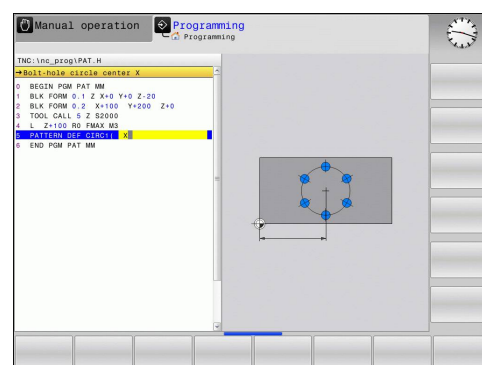 Manual operation
Programming
Programming
TNC:\nc_prog\PAT.H
→Bolt-hole circle center X
0 BEGIN PGM PAT MM
1 BLK FORM 0.1 Z X+0 Y+0 Z-20
2 BLK FORM 0.2 X+100 Y+200 Z+0
3 TOOL CALL 5 Z S2000
4 L Z+100 R0 FMAX M3
5 PATTERN DEF CIRC1( X
6 END PGM PAT MM